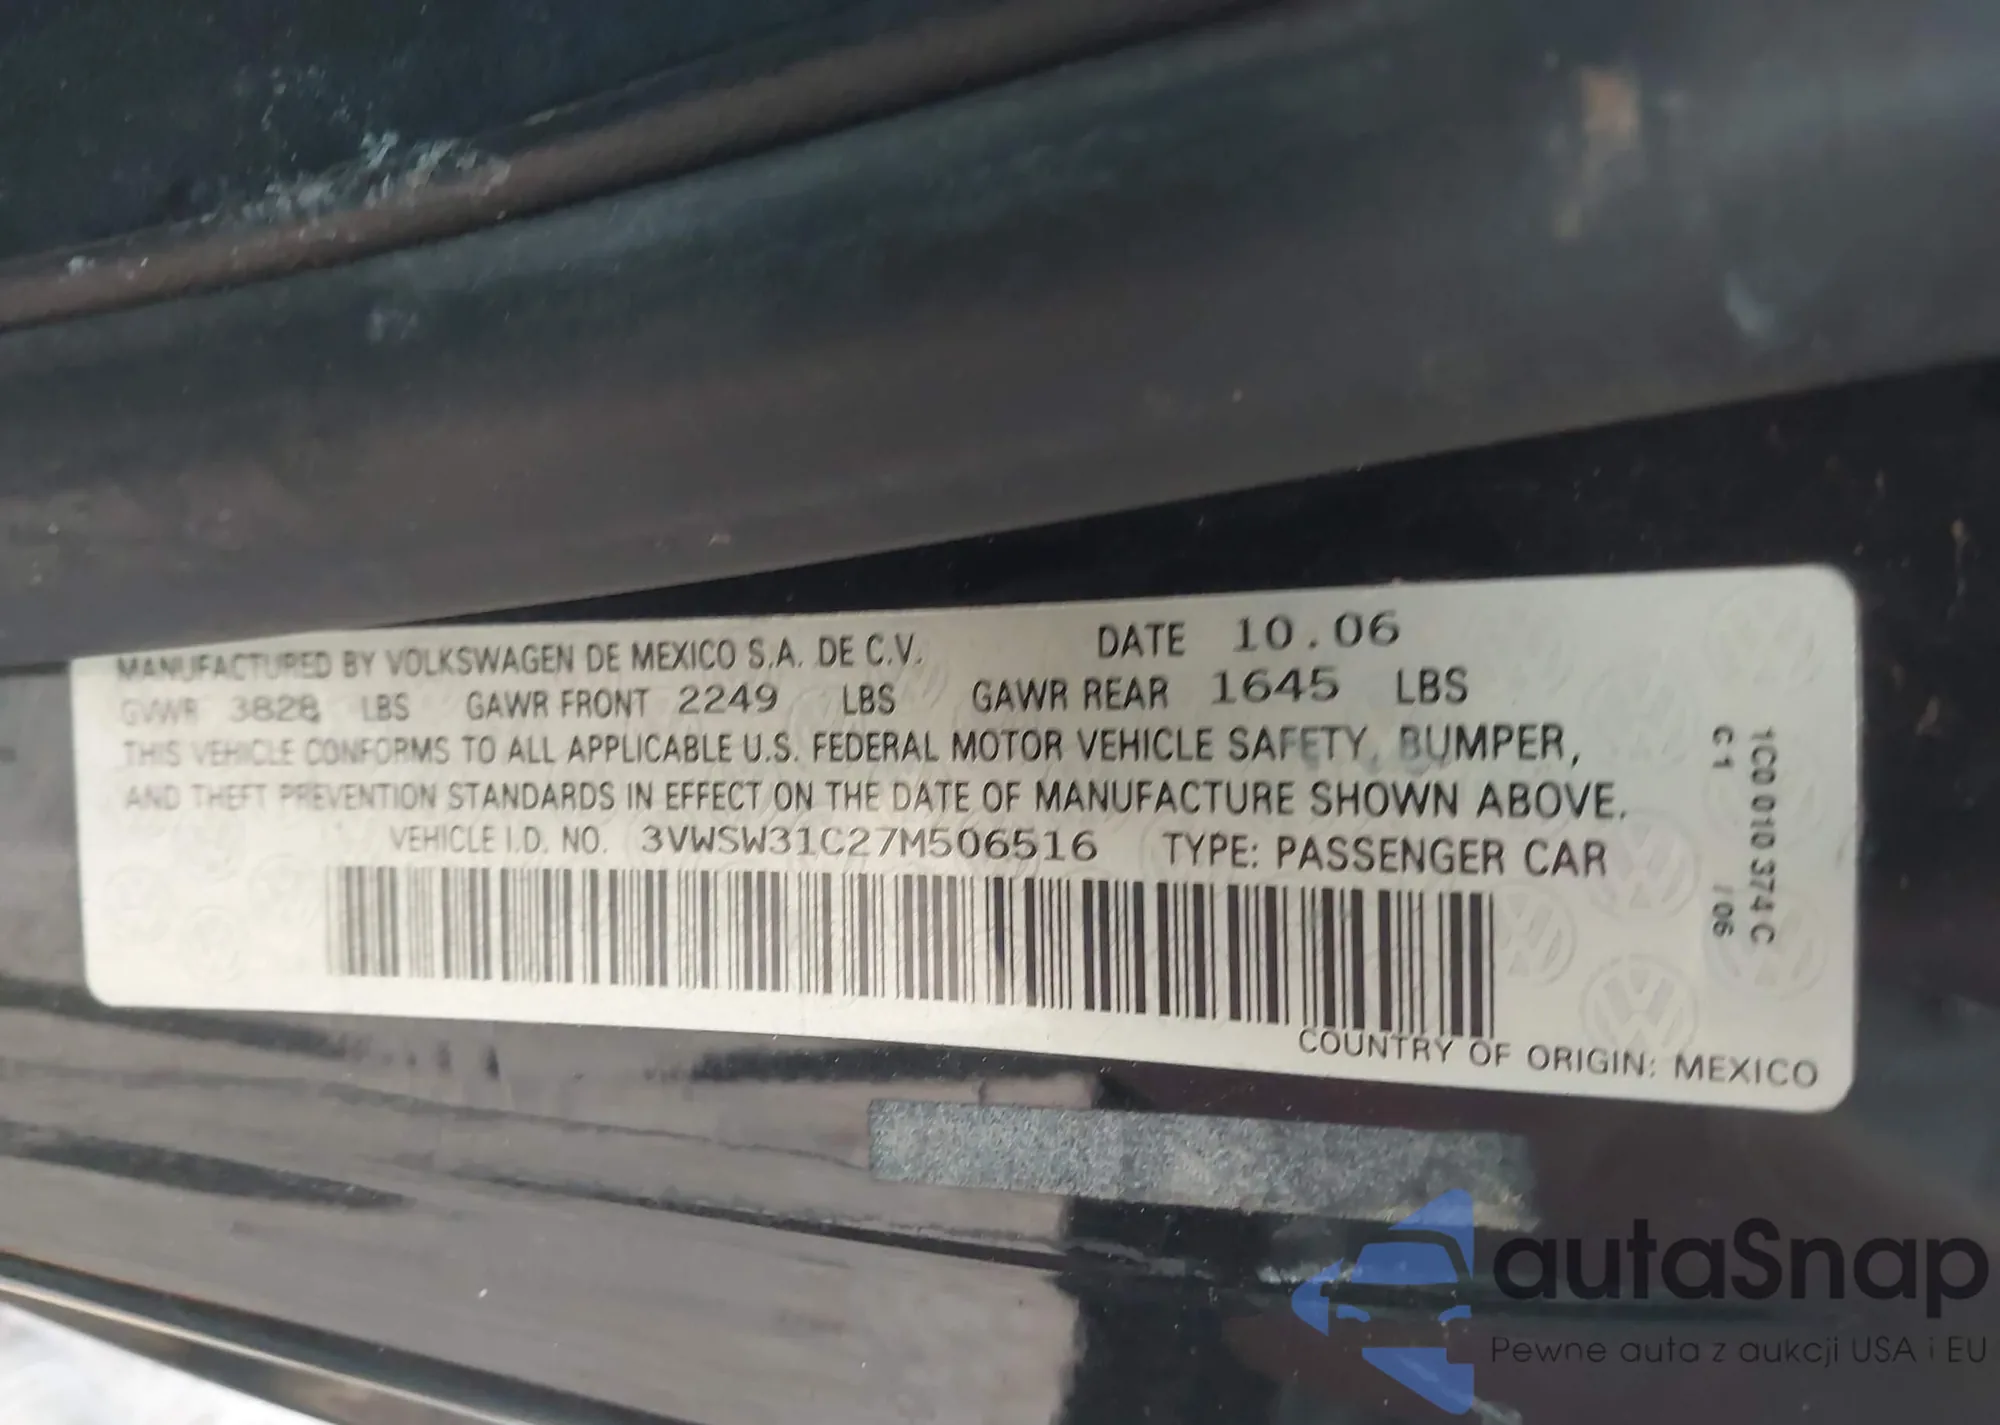 MANUFACTURED BY VOLKSWAGEN DE MEXICO S.A. DE C.V. DATE 10.06
GVWR 3828 LBS GAWR FRONT 2249 LBS GAWR REAR 1645 LBS
THIS VEHICLE CONFORMS TO ALL APPLICABLE U.S. FEDERAL MOTOR VEHICLE SAFETY, BUMPER,
AND THEFT PREVENTION STANDARDS IN EFFECT ON THE DATE OF MANUFACTURE SHOWN ABOVE.
VEHICLE I.D. NO. 3VWSW31C27M506516 TYPE: PASSENGER CAR
COUNTRY OF ORIGIN: MEXICO
1C0 010 374 C
C1 / 06
autaSnap
Pewne auta z aukcji USA i EU